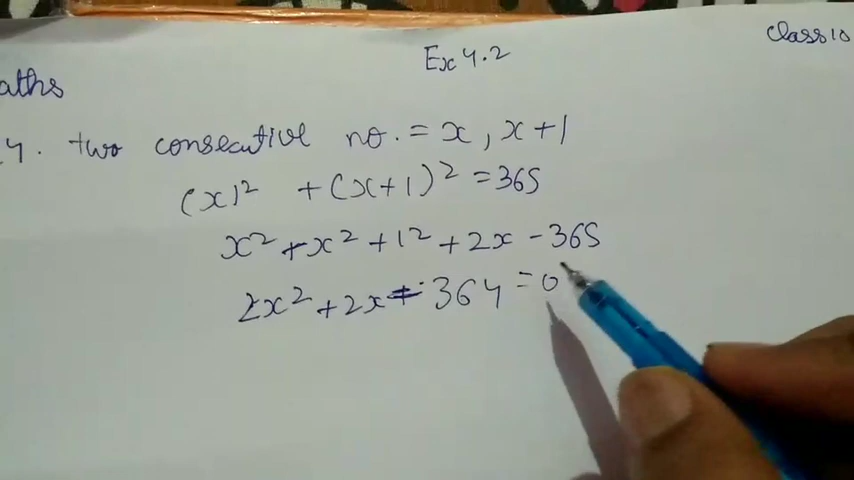 Ex 4.2
Class 10
aths
4. two consecutive no. = x, x+1
(x)² + (x+1)² = 365
x² + x² + 1² + 2x - 365
2x² + 2x - 364 = 0